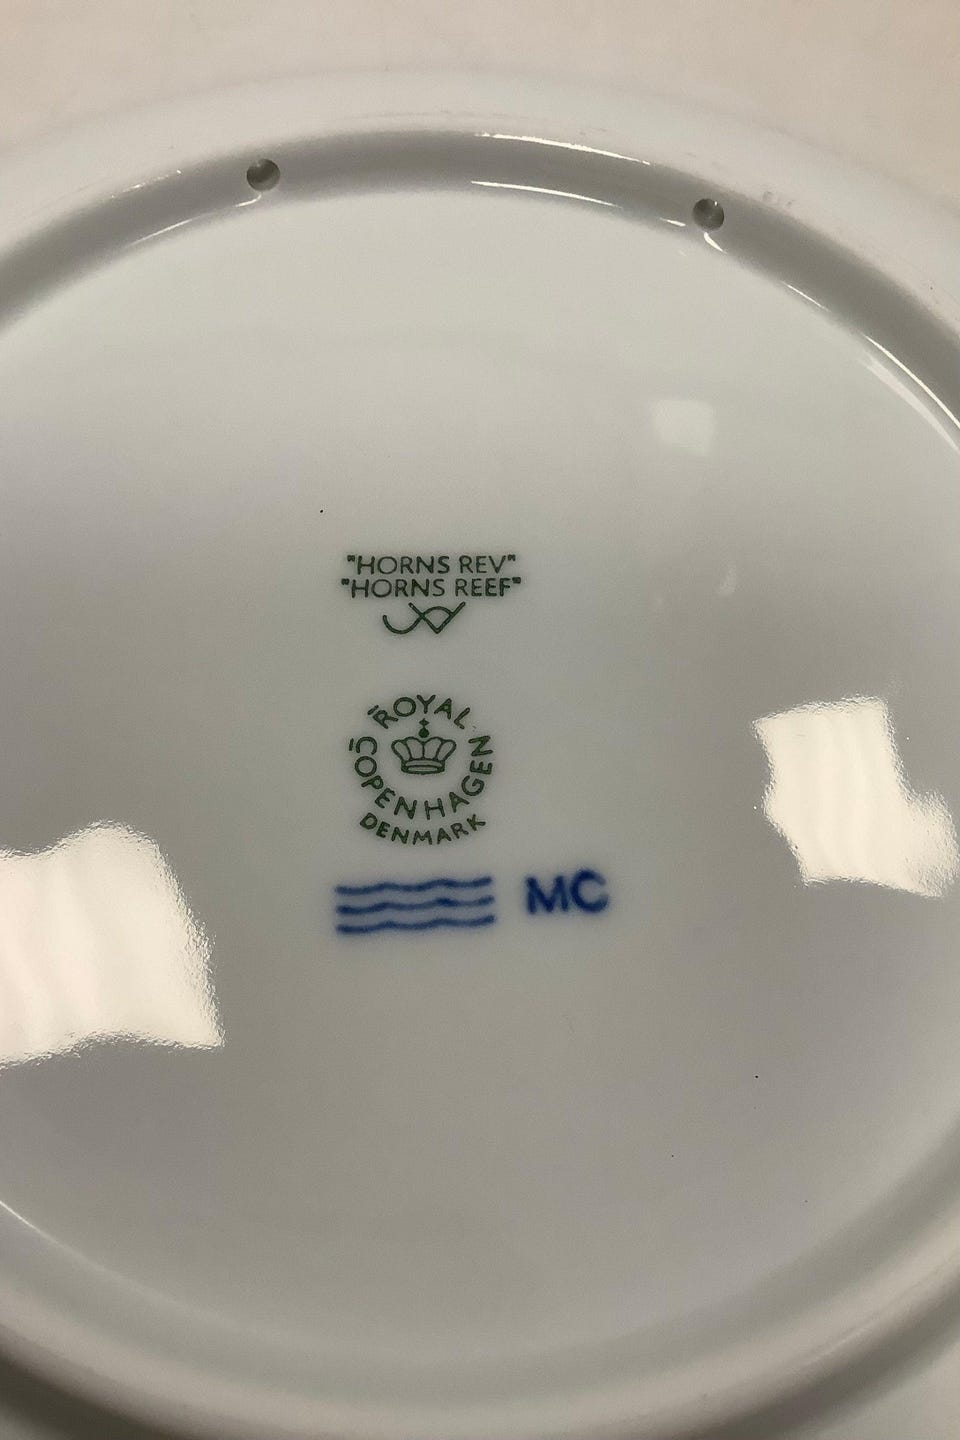 "HORNS REV"
"HORNS REEF"
ROYAL
COPENHAGEN
DENMARK
MC